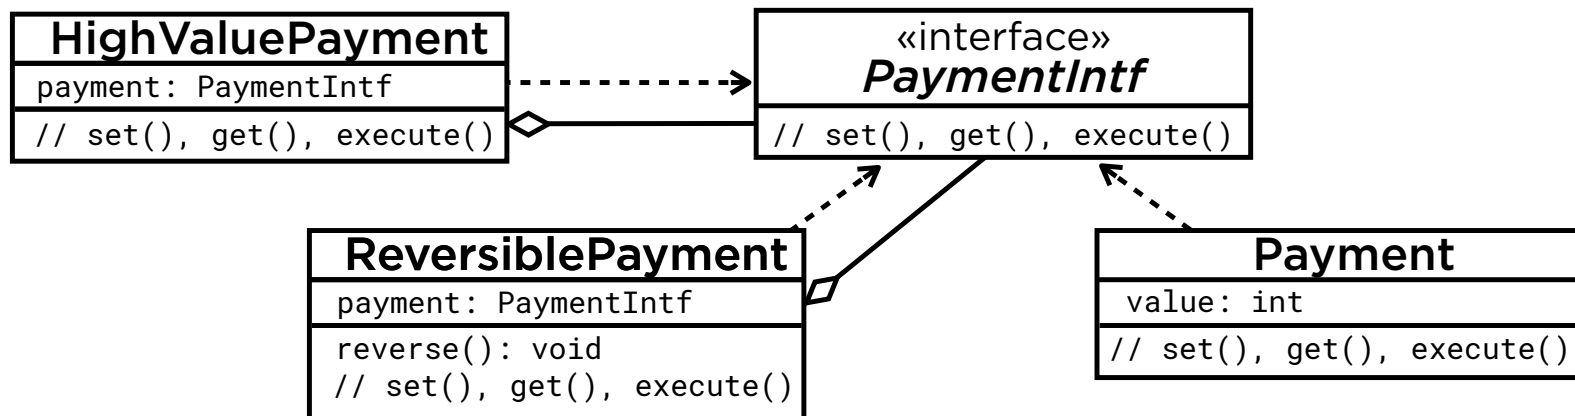 HighValuePayment
payment: PaymentIntf
// set(), get(), execute()
«interface»
PaymentIntf
// set(), get(), execute()
ReversiblePayment
payment: PaymentIntf
reverse(): void
// set(), get(), execute()
Payment
value: int
// set(), get(), execute()